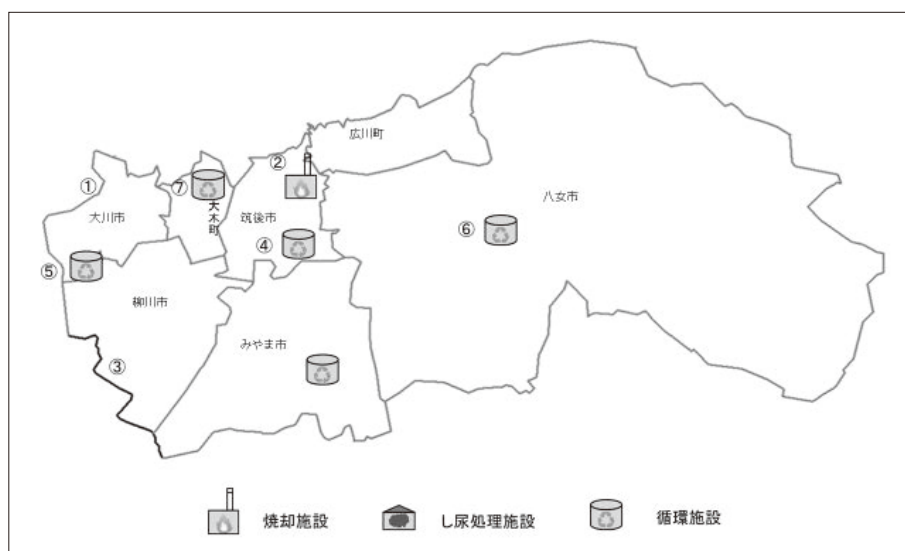 広川町
②
①
⑦
大川市
大木町
筑後市
八女市
⑥
④
⑤
柳川市
みやま市
③
焼却施設
し尿処理施設
循環施設